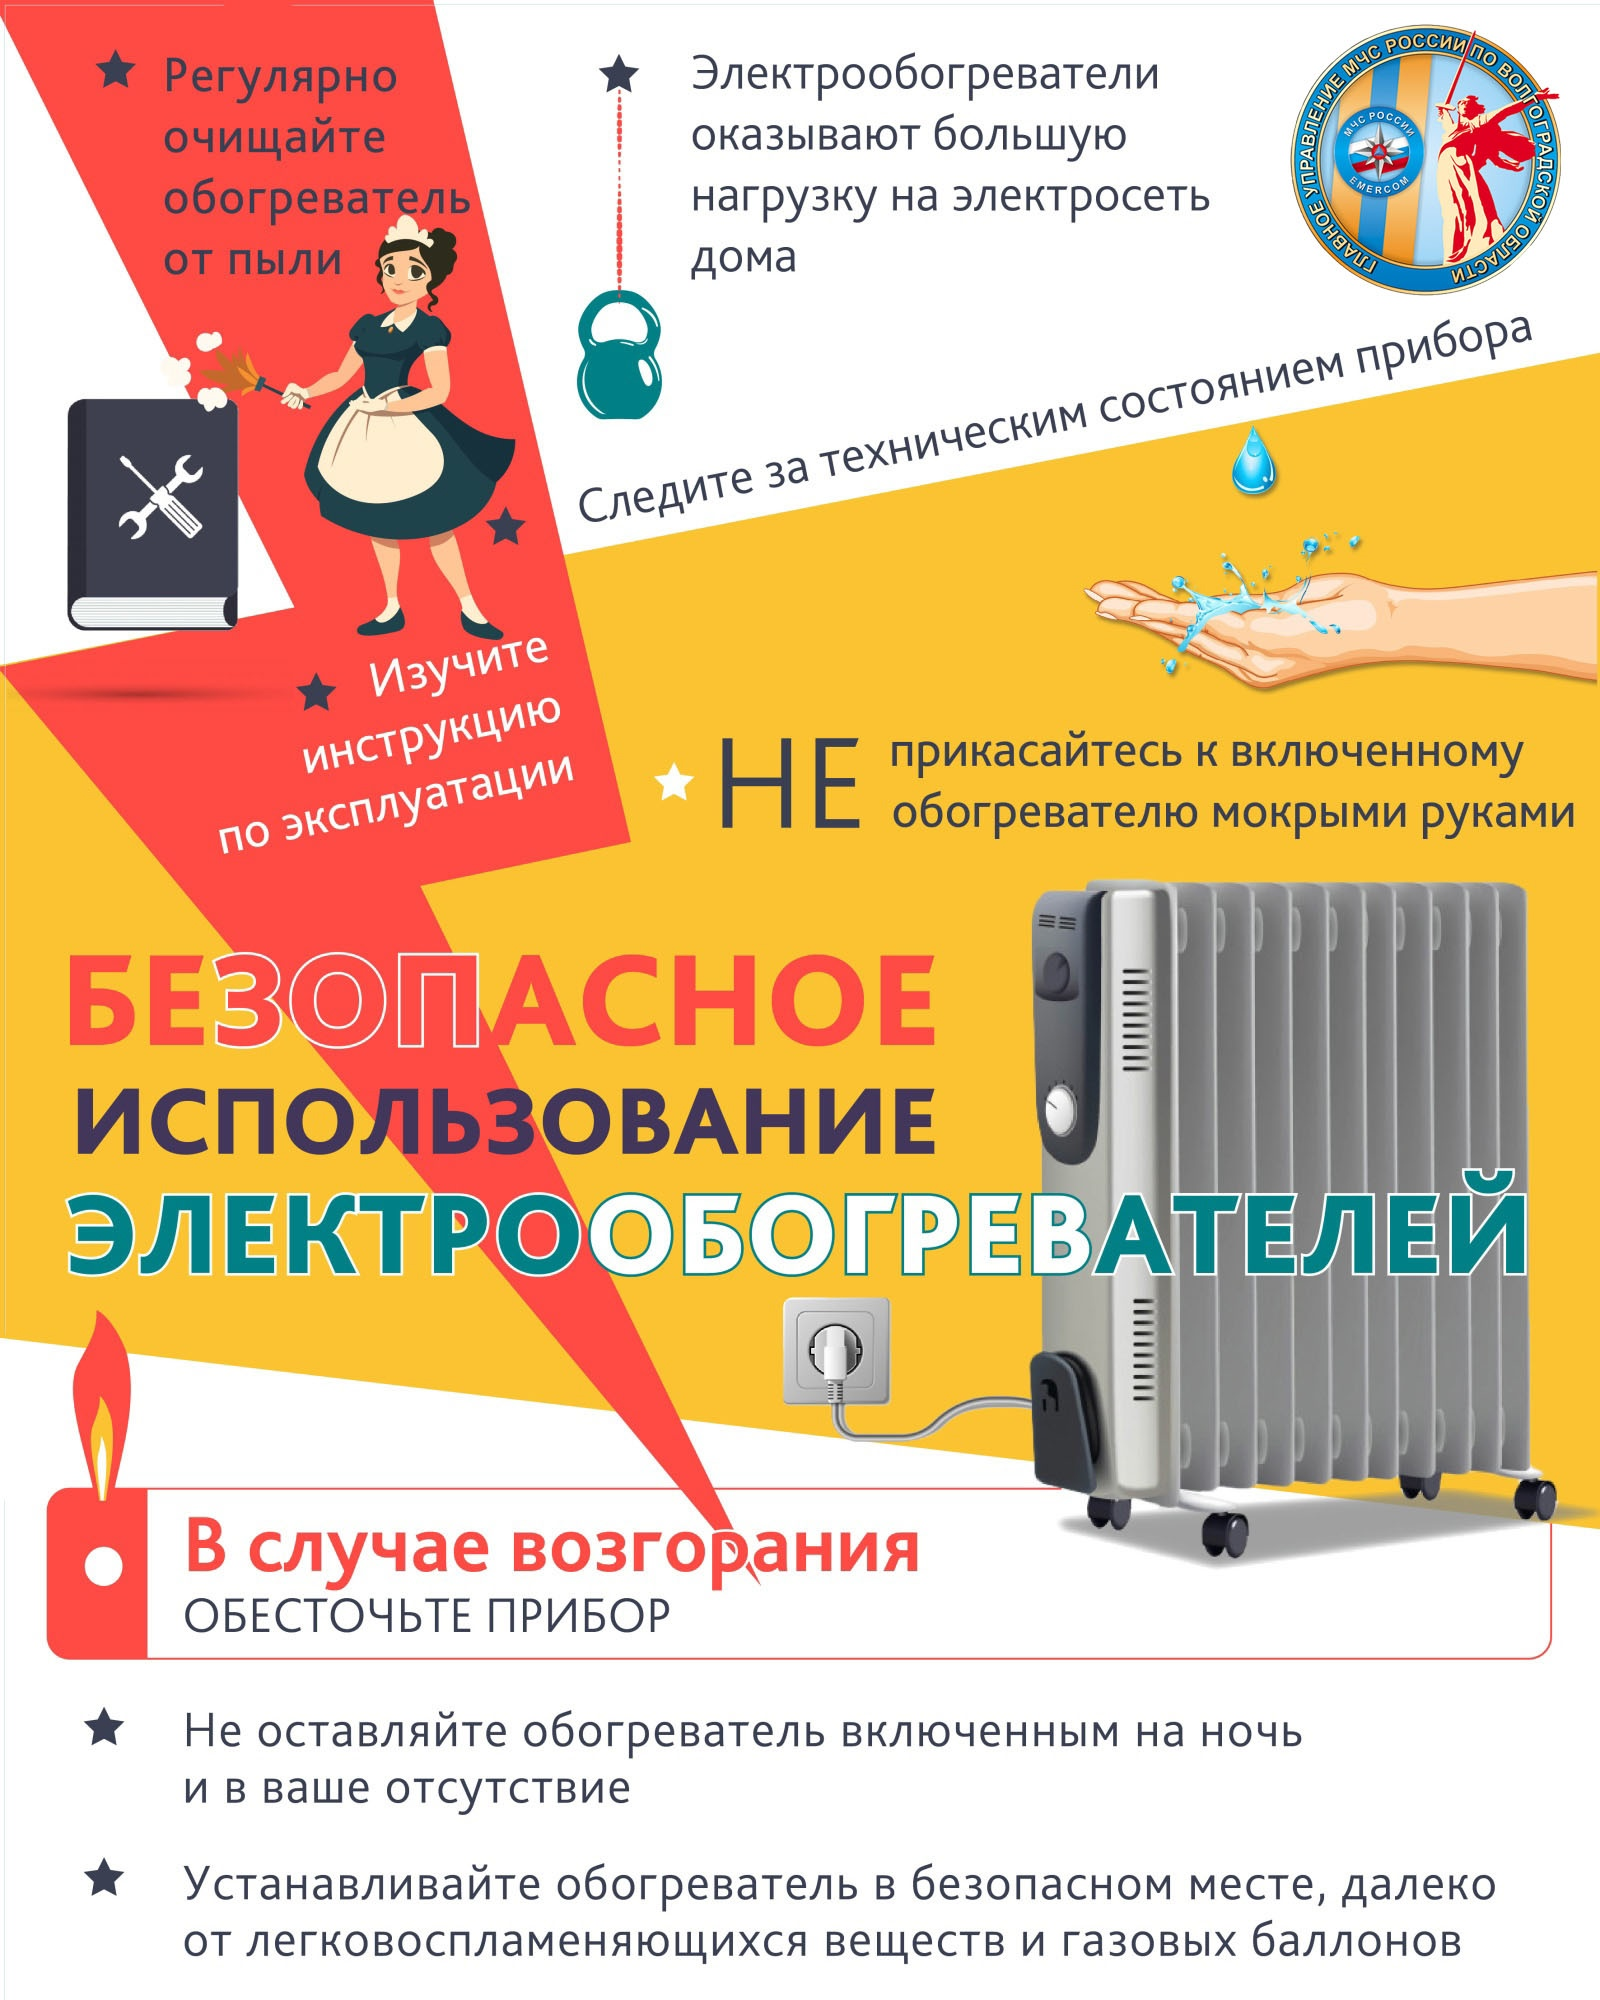 Регулярно
очищайте
обогреватель
от пыли
Электрообогреватели
оказывают большую
нагрузку на электросеть
дома
ГЛАВНОЕ УПРАВЛЕНИЕ МЧС РОССИИ ПО ВОЛГОГРАДСКОЙ ОБЛАСТИ
МЧС РОССИИ
EMERCOM
Следите за техническим состоянием прибора
Изучите
инструкцию
по эксплуатации
НЕ прикасайтесь к включенному
обогревателю мокрыми руками
БЕЗОПАСНОЕ
ИСПОЛЬЗОВАНИЕ
ЭЛЕКТРООБОГРЕВАТЕЛЕЙ
В случае возгорания
ОБЕСТОЧЬТЕ ПРИБОР
Не оставляйте обогреватель включенным на ночь
и в ваше отсутствие
Устанавливайте обогреватель в безопасном месте, далеко
от легковоспламеняющихся веществ и газовых баллонов